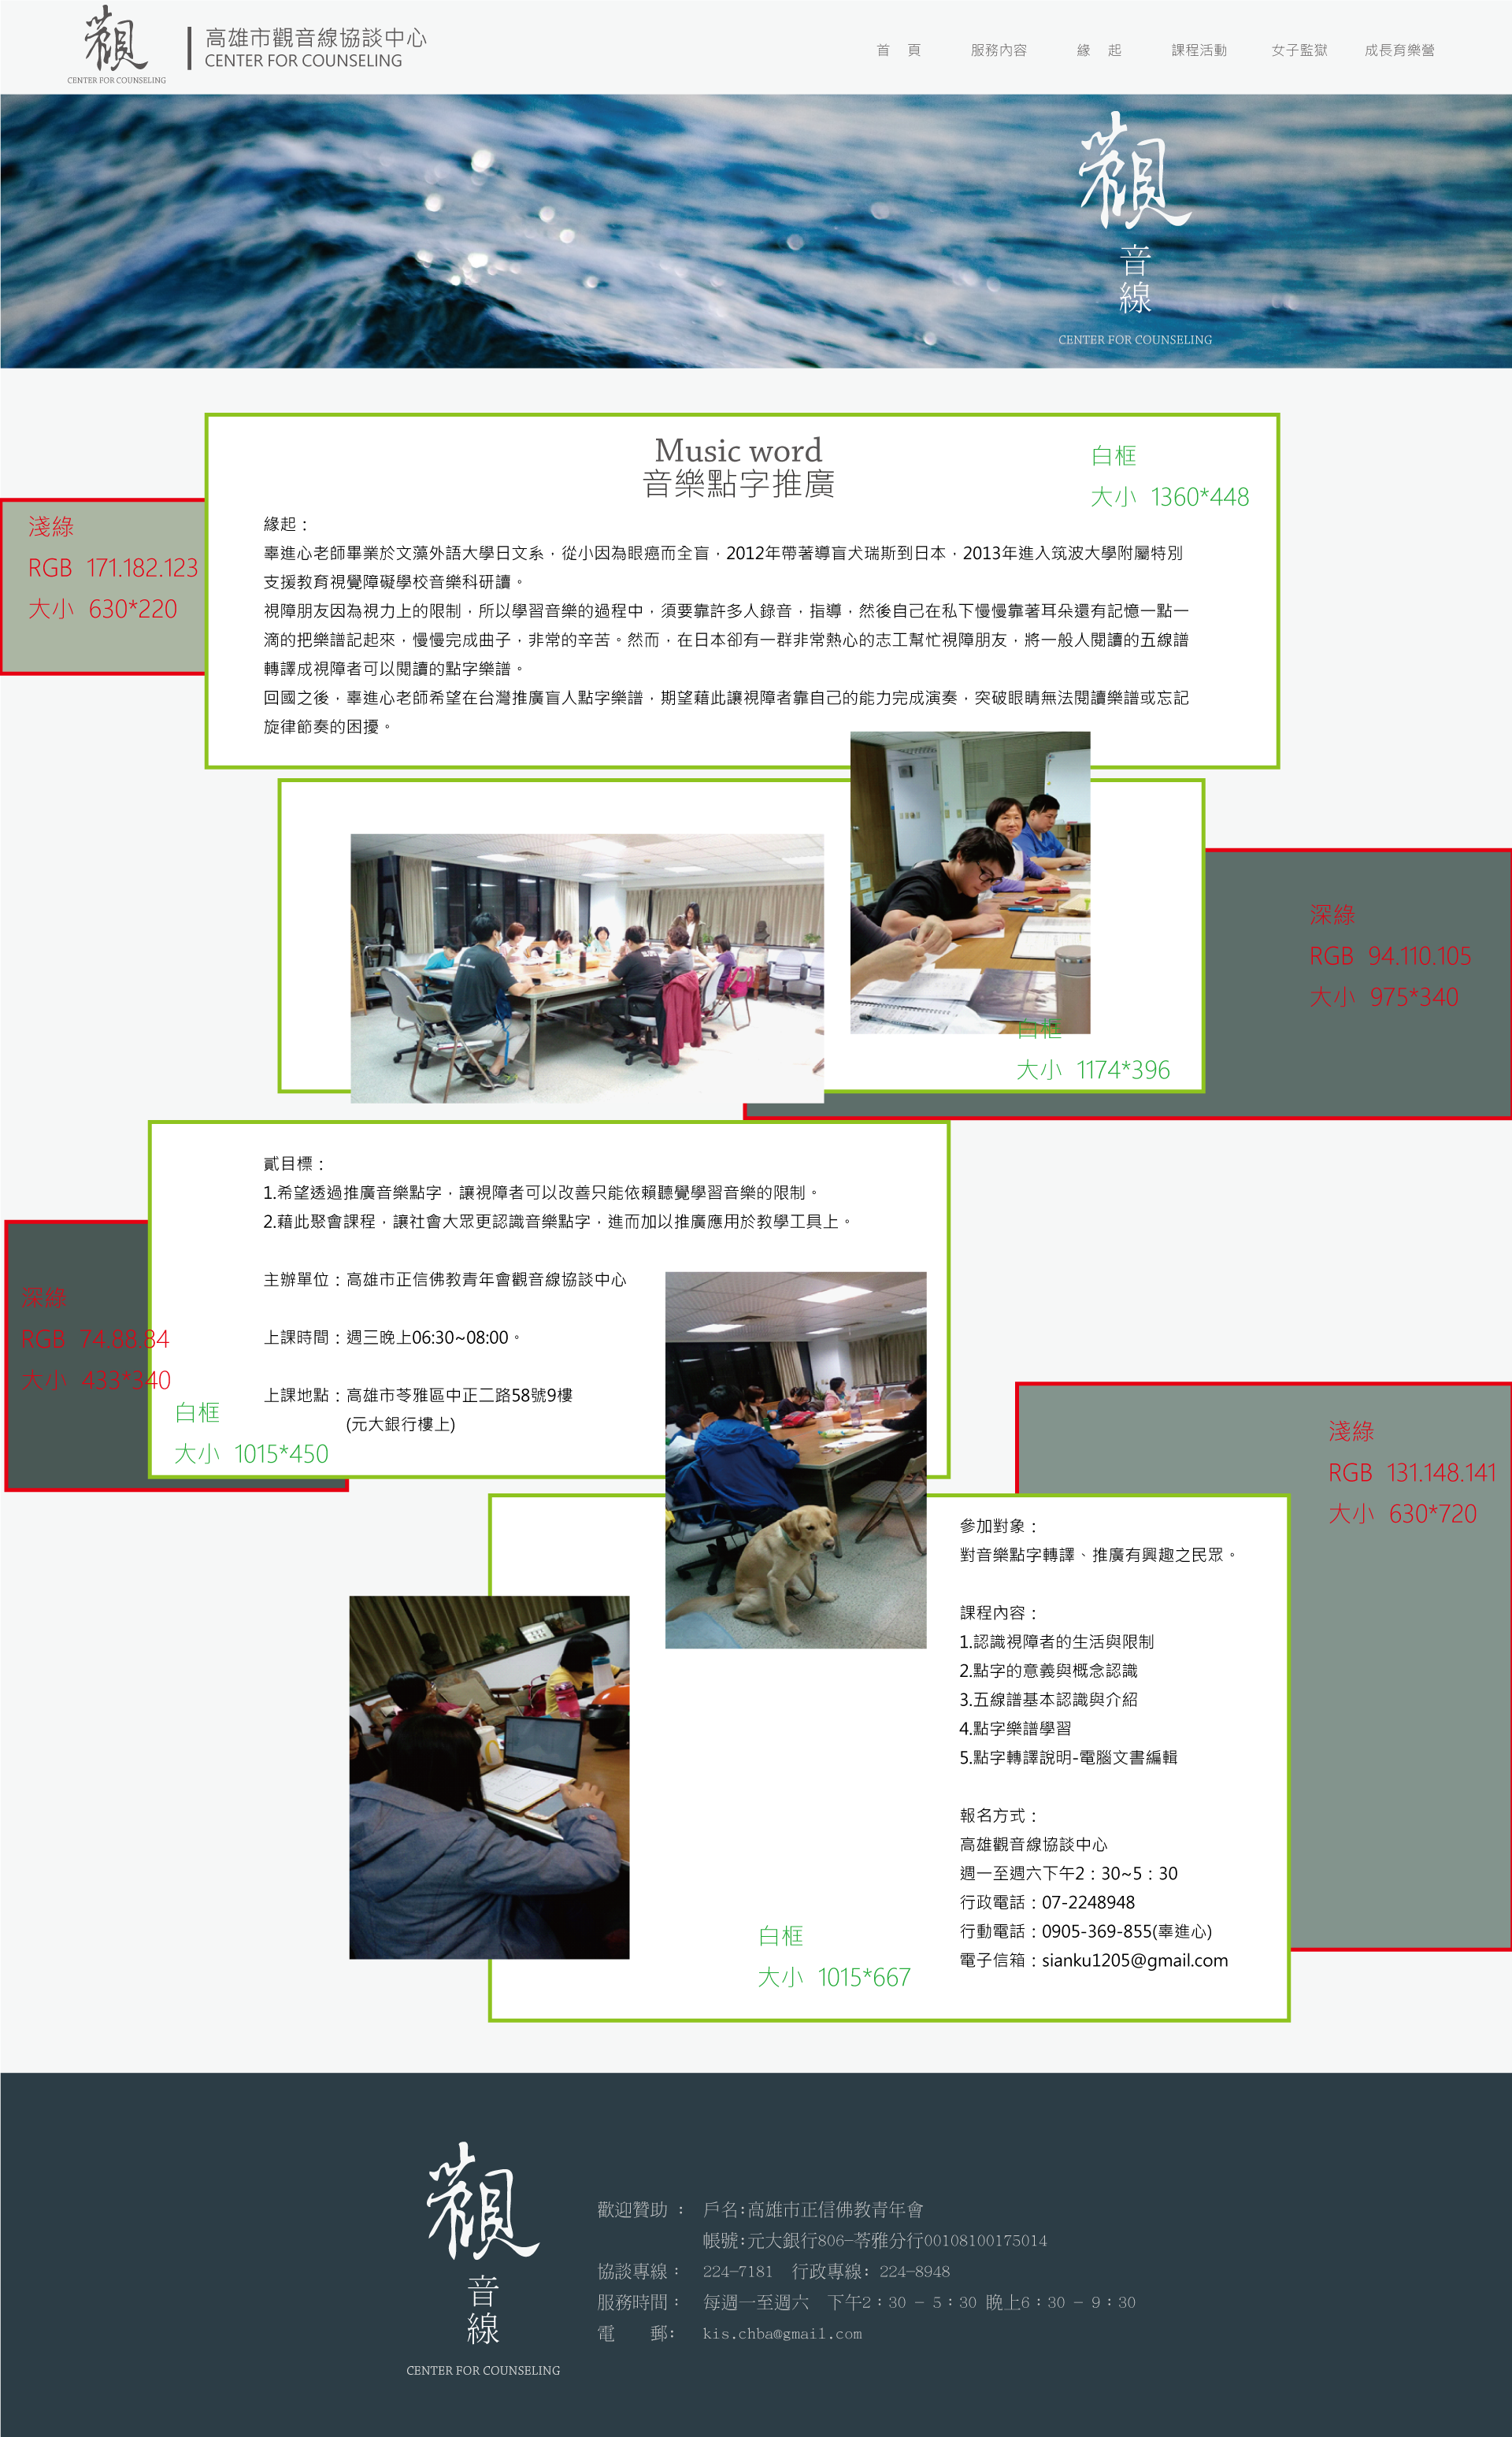 觀
CENTER FOR COUNSELING
高雄市觀音線協談中心
CENTER FOR COUNSELING
首 頁
服務內容
緣 起
課程活動
女子監獄
成長育樂營
觀
音
線
CENTER FOR COUNSELING
Music word
音樂點字推廣
白框
大小 1360*448
淺綠
RGB 171.182.123
大小 630*220
緣起：
辜進心老師畢業於文藻外語大學日文系，從小因為眼癌而全盲，2012年帶著導盲犬瑞斯到日本，2013年進入筑波大學附屬特別
支援教育視覺障礙學校音樂科研讀。
視障朋友因為視力上的限制，所以學習音樂的過程中，須要靠許多人錄音，指導，然後自己在私下慢慢靠著耳朵還有記憶一點一
滴的把樂譜記起來，慢慢完成曲子，非常的辛苦。然而，在日本卻有一群非常熱心的志工幫忙視障朋友，將一般人閱讀的五線譜
轉譯成視障者可以閱讀的點字樂譜。
回國之後，辜進心老師希望在台灣推廣盲人點字樂譜，期望藉此讓視障者靠自己的能力完成演奏，突破眼睛無法閱讀樂譜或忘記
旋律節奏的困擾。
深綠
RGB 94.110.105
大小 975*340
白框
大小 1174*396
貳目標：
1.希望透過推廣音樂點字，讓視障者可以改善只能依賴聽覺學習音樂的限制。
2.藉此聚會課程，讓社會大眾更認識音樂點字，進而加以推廣應用於教學工具上。
主辦單位：高雄市正信佛教青年會觀音線協談中心
上課時間：週三晚上06:30~08:00。
上課地點：高雄市苓雅區中正二路58號9樓
(元大銀行樓上)
深綠
RGB 74.88.84
大小 433*340
白框
大小 1015*450
淺綠
RGB 131.148.141
大小 630*720
參加對象：
對音樂點字轉譯、推廣有興趣之民眾。
課程內容：
1.認識視障者的生活與限制
2.點字的意義與概念認識
3.五線譜基本認識與介紹
4.點字樂譜學習
5.點字轉譯說明-電腦文書編輯
報名方式：
高雄觀音線協談中心
週一至週六下午2：30~5：30
行政電話：07-2248948
行動電話：0905-369-855(辜進心)
電子信箱：sianku1205@gmail.com
白框
大小 1015*667
觀
音
線
CENTER FOR COUNSELING
歡迎贊助 ： 戶名:高雄市正信佛教青年會
帳號:元大銀行806-苓雅分行00108100175014
協談專線： 224-7181 行政專線: 224-8948
服務時間： 每週一至週六 下午2：30 - 5：30 晚上6：30 - 9：30
電 郵: kis.chba@gmail.com